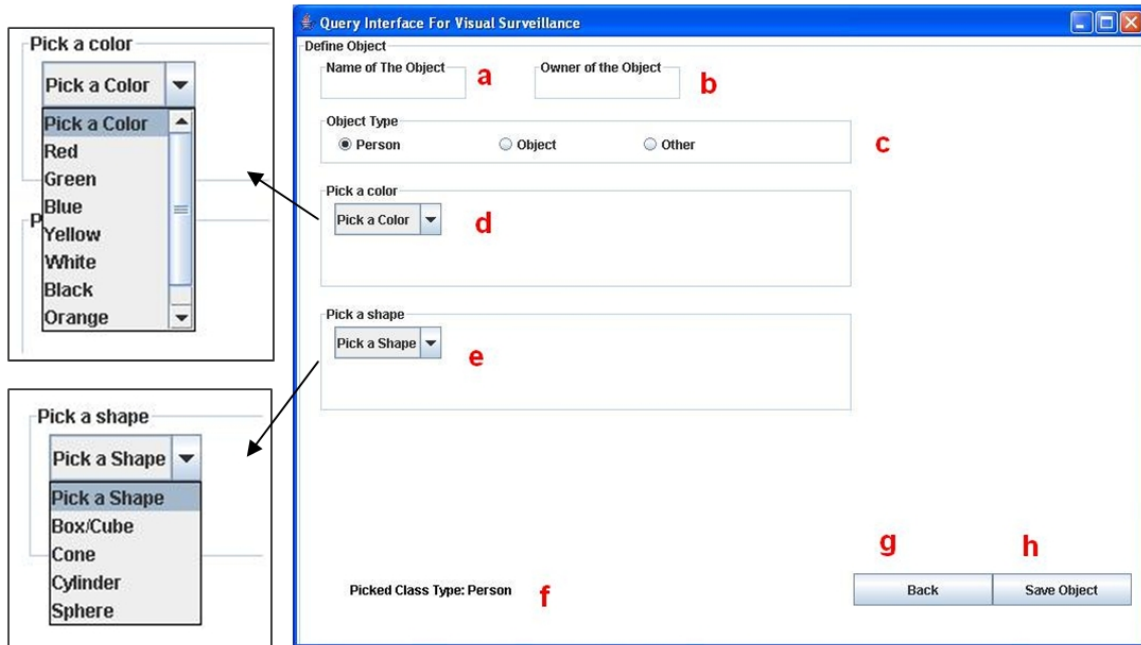 Pick a color
Pick a Color
Pick a Color
Red
Green
Blue
Yellow
White
Black
Orange
Pick a shape
Pick a Shape
Pick a Shape
Box/Cube
Cone
Cylinder
Sphere
Query Interface For Visual Surveillance
Define Object
Name of The Object a Owner of the Object b
Object Type
Person Object Other c
Pick a color
Pick a Color d
Pick a shape
Pick a Shape e
g h
Picked Class Type: Person f Back Save Object